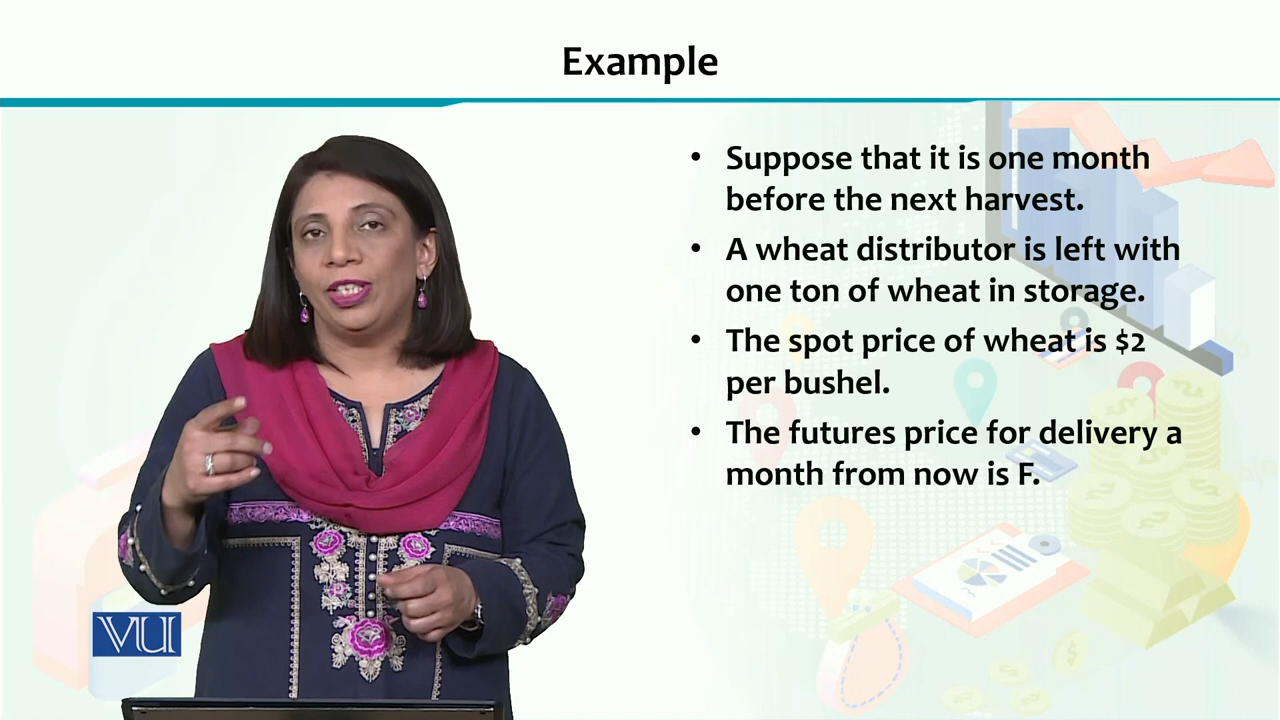 Example
• Suppose that it is one month
before the next harvest.
• A wheat distributor is left with
one ton of wheat in storage.
• The spot price of wheat is $2
per bushel.
• The futures price for delivery a
month from now is F.
VU